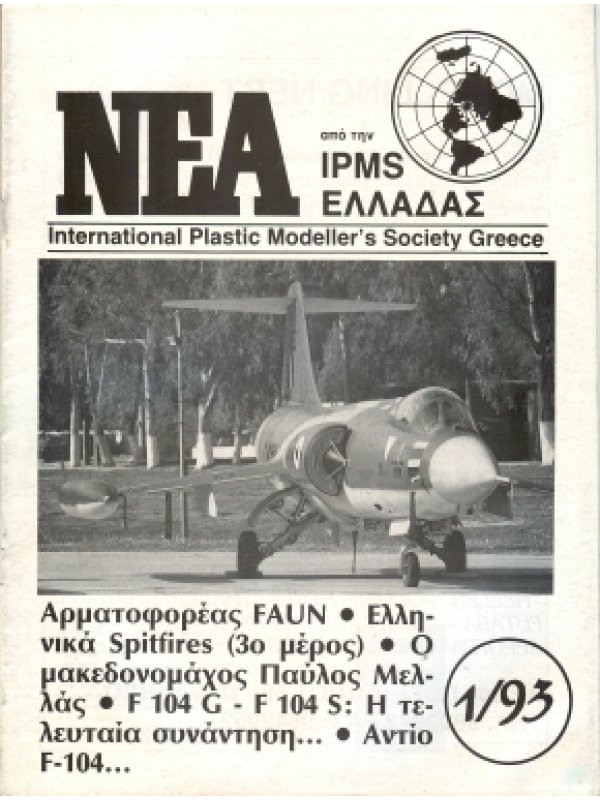 ΝΕΑ
από την
IPMS
ΕΛΛΑΔΑΣ
International Plastic Modeller's Society Greece
Αρματοφορέας FAUN • Ελλη-
νικά Spitfires (3ο μέρος) • Ο
μακεδονομάχος Παύλος Μελ-
λάς • F 104 G - F 104 S: Η τε-
λευταία συνάντηση... • Αντίο
F-104...
1/93